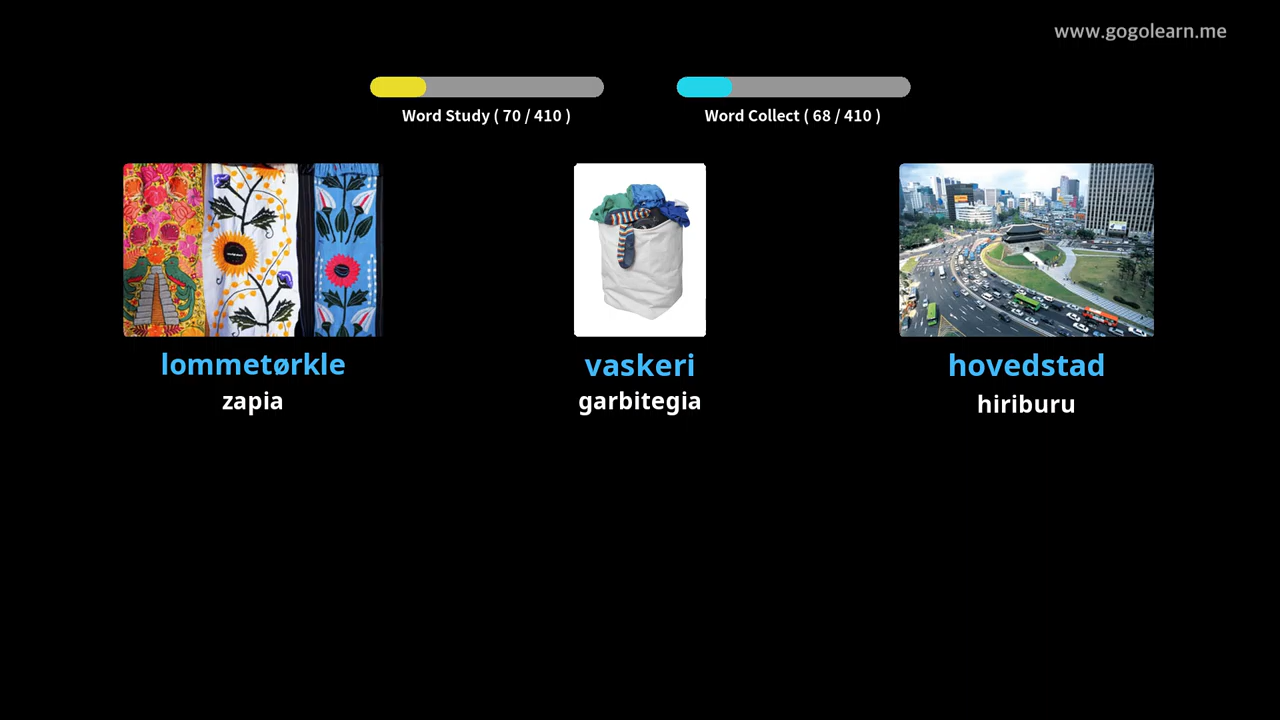 www.gogolearn.me
Word Study ( 70 / 410 )
Word Collect ( 68 / 410 )
lommetørkle
zapia
vaskeri
garbitegia
hovedstad
hiriburu